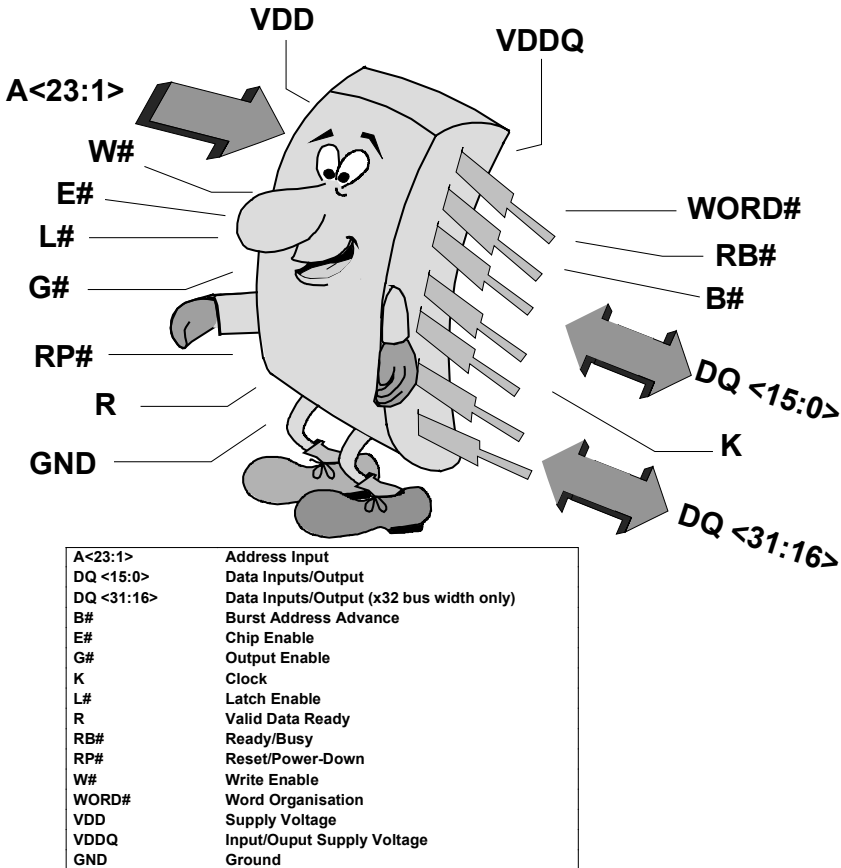 VDD
VDDQ
A<23:1>
W#
E#
L#
G#
RP#
R
GND
WORD#
RB#
B#
DQ <15:0>
K
DQ <31:16>
A<23:1> Address Input
DQ <15:0> Data Inputs/Output
DQ <31:16> Data Inputs/Output (x32 bus width only)
B# Burst Address Advance
E# Chip Enable
G# Output Enable
K Clock
L# Latch Enable
R Valid Data Ready
RB# Ready/Busy
RP# Reset/Power-Down
W# Write Enable
WORD# Word Organisation
VDD Supply Voltage
VDDQ Input/Ouput Supply Voltage
GND Ground